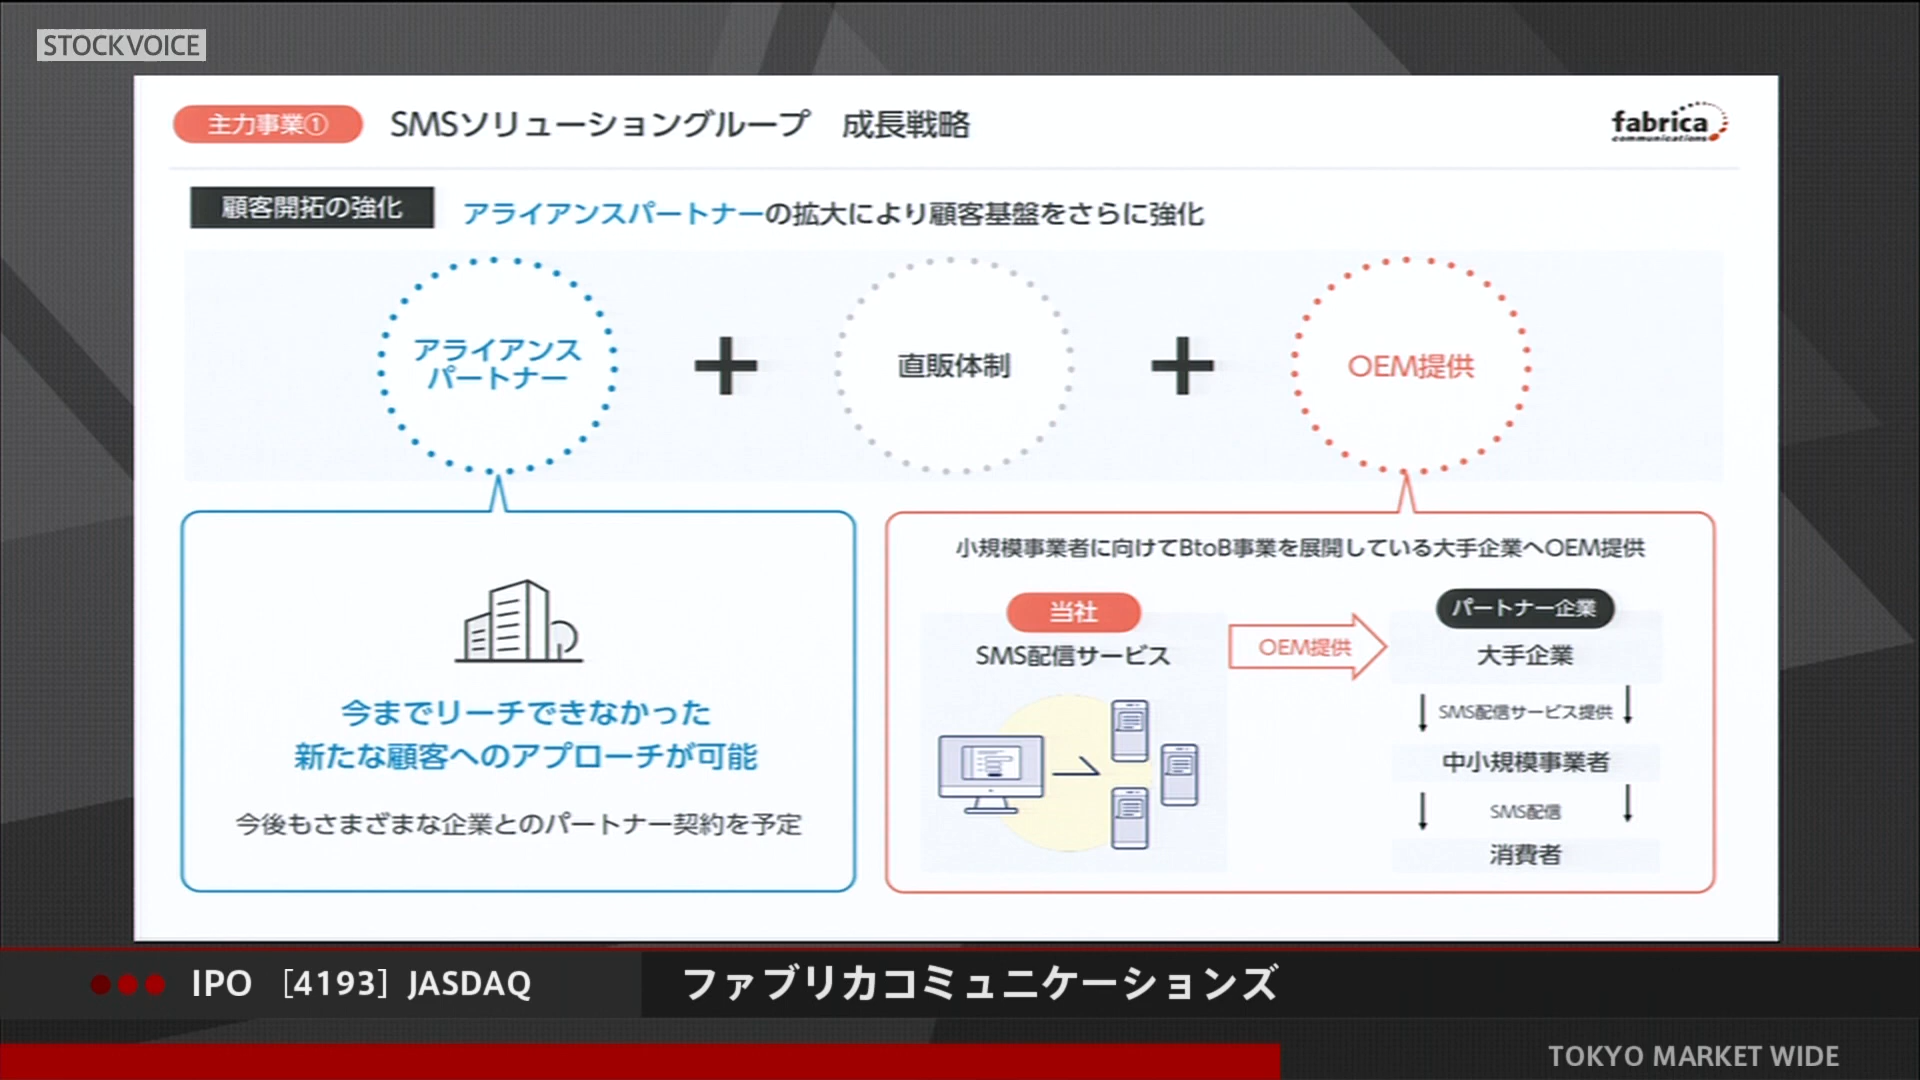 STOCKVOICE
主力事業① SMSソリューショングループ 成長戦略
fabrica
communications
顧客開拓の強化 アライアンスパートナーの拡大により顧客基盤をさらに強化
アライアンス
パートナー
直販体制
OEM提供
今までリーチできなかった
新たな顧客へのアプローチが可能
今後もさまざまな企業とのパートナー契約を予定
小規模事業者に向けてBtoB事業を展開している大手企業へOEM提供
当社
SMS配信サービス
OEM提供
パートナー企業
大手企業
SMS配信サービス提供
中小規模事業者
SMS配信
消費者
IPO [4193] JASDAQ ファブリカコミュニケーションズ
TOKYO MARKET WIDE